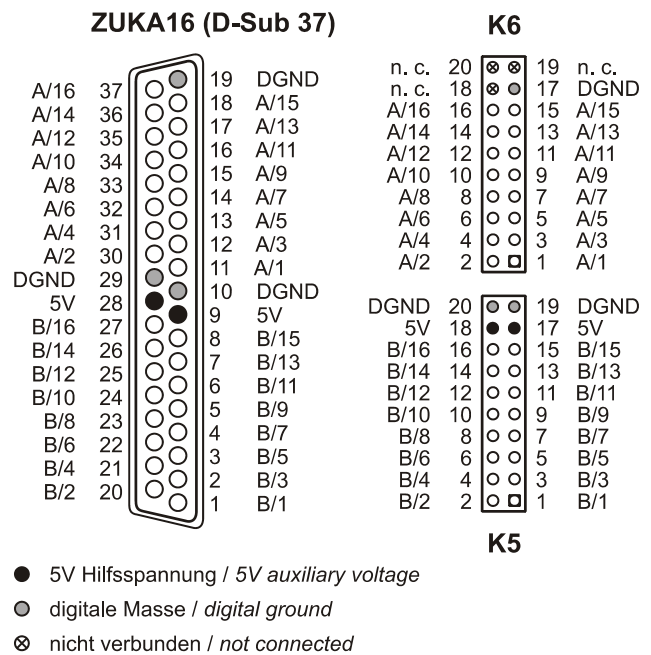 ZUKA16 (D-Sub 37)
A/16 37
A/14 36
A/12 35
A/10 34
A/8 33
A/6 32
A/4 31
A/2 30
DGND 29
5V 28
B/16 27
B/14 26
B/12 25
B/10 24
B/8 23
B/6 22
B/4 21
B/2 20
19 DGND
18 A/15
17 A/13
16 A/11
15 A/9
14 A/7
13 A/5
12 A/3
11 A/1
10 DGND
9 5V
8 B/15
7 B/13
6 B/11
5 B/9
4 B/7
3 B/5
2 B/3
1 B/1
K6
n. c. 20 19 n. c.
n. c. 18 17 DGND
A/16 16 15 A/15
A/14 14 13 A/13
A/12 12 11 A/11
A/10 10 9 A/9
A/8 8 7 A/7
A/6 6 5 A/5
A/4 4 3 A/3
A/2 2 1 A/1
DGND 20 19 DGND
5V 18 17 5V
B/16 16 15 B/15
B/14 14 13 B/13
B/12 12 11 B/11
B/10 10 9 B/9
B/8 8 7 B/7
B/6 6 5 B/5
B/4 4 3 B/3
B/2 2 1 B/1
K5
5V Hilfsspannung / 5V auxiliary voltage
digitale Masse / digital ground
nicht verbunden / not connected